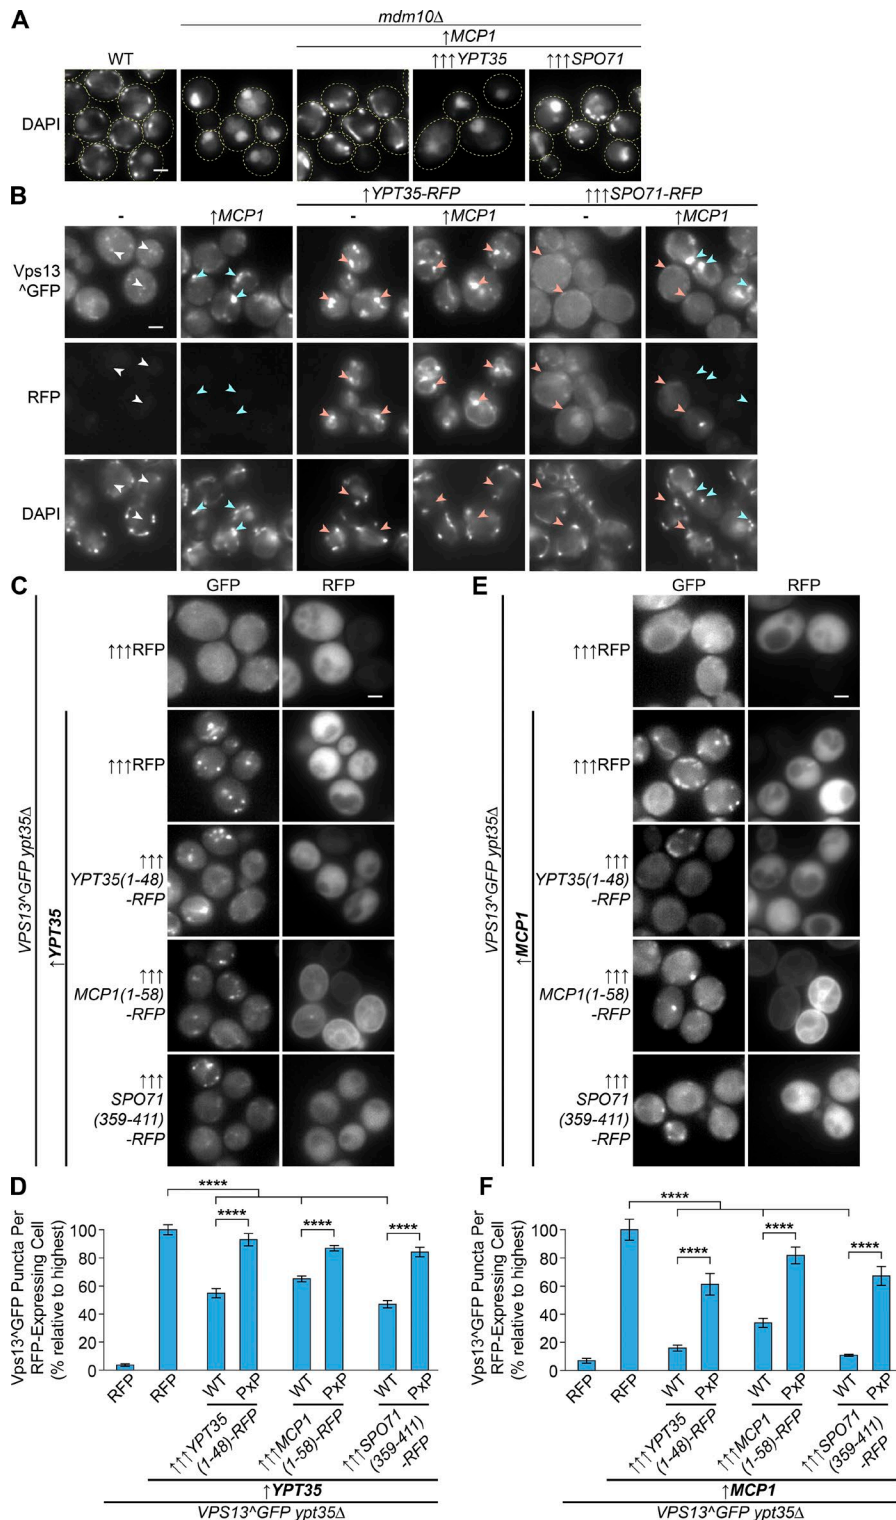 A
mdm10Δ
↑MCP1
WT
↑↑↑YPT35
↑↑↑SPO71
DAPI
B
↑YPT35-RFP
↑↑↑SPO71-RFP
-
↑MCP1
-
↑MCP1
-
↑MCP1
Vps13
^GFP
RFP
DAPI
C
GFP
RFP
↑↑↑RFP
↑↑↑RFP
↑↑↑
YPT35(1-48)
-RFP
↑↑↑
MCP1(1-58)
-RFP
↑↑↑
SPO71
(359-411)
-RFP
VPS13^GFP ypt35Δ
↑YPT35
E
GFP
RFP
↑↑↑RFP
↑↑↑RFP
↑↑↑
YPT35(1-48)
-RFP
↑↑↑
MCP1(1-58)
-RFP
↑↑↑
SPO71
(359-411)
-RFP
VPS13^GFP ypt35Δ
↑MCP1
D
Vps13^GFP Puncta Per
RFP-Expressing Cell
(% relative to highest)
100
80
60
40
20
0
****
****
****
****
RFP
RFP
WT
PxP
WT
PxP
WT
PxP
↑↑↑YPT35
(1-48)-RFP
↑↑↑MCP1
(1-58)-RFP
↑↑↑SPO71
(359-411)
-RFP
↑YPT35
VPS13^GFP ypt35Δ
F
Vps13^GFP Puncta Per
RFP-Expressing Cell
(% relative to highest)
100
80
60
40
20
0
****
****
****
****
RFP
RFP
WT
PxP
WT
PxP
WT
PxP
↑↑↑YPT35
(1-48)-RFP
↑↑↑MCP1
(1-58)-RFP
↑↑↑SPO71
(359-411)
-RFP
↑MCP1
VPS13^GFP ypt35Δ